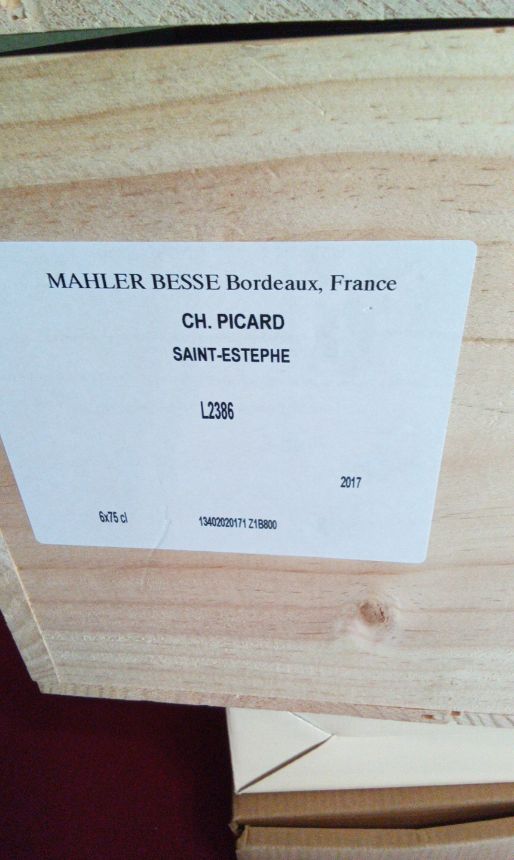 MAHLER BESSE Bordeaux, France
CH. PICARD
SAINT-ESTEPHE
L2386
2017
6x75 cl
13402020171 Z1B800